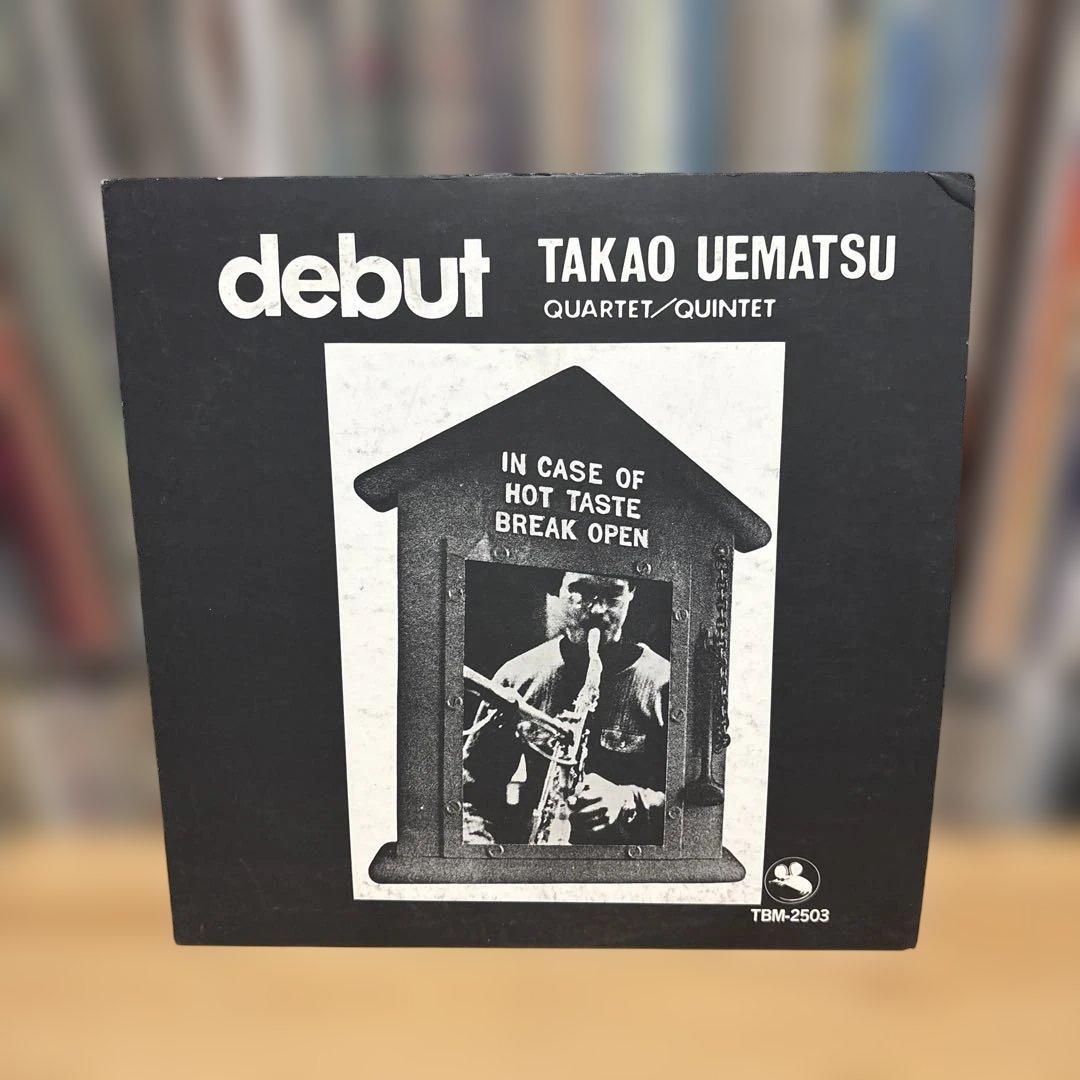 debut
TAKAO UEMATSU
QUARTET/QUINTET
IN CASE OF
HOT TASTE
BREAK OPEN
TBM-2503